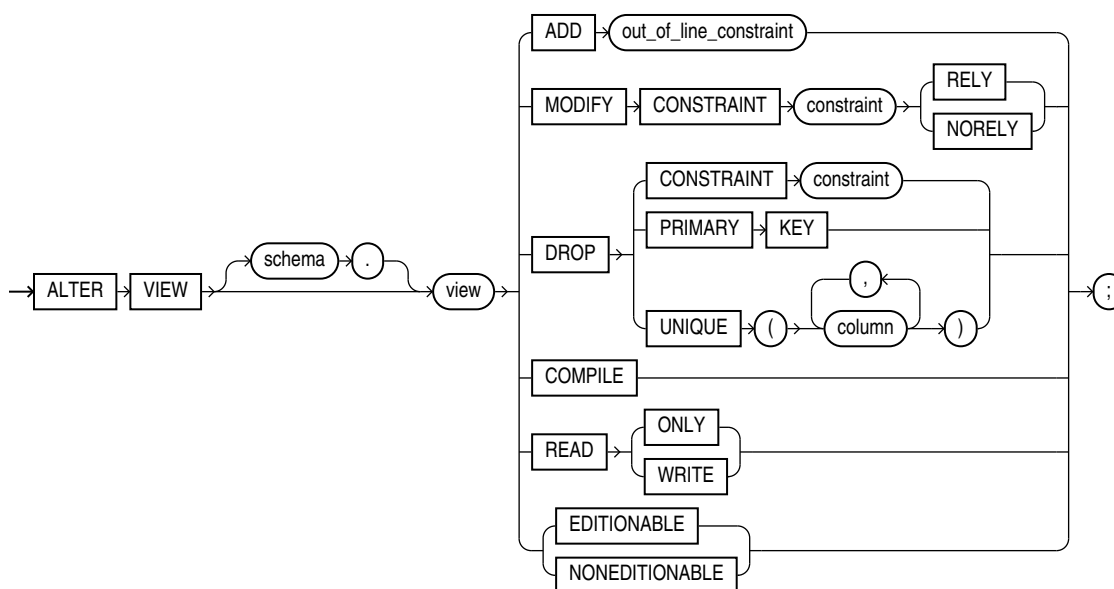 ADD out_of_line_constraint
RELY
MODIFY CONSTRAINT constraint
NORELY
CONSTRAINT constraint
PRIMARY KEY
DROP
schema .
,
ALTER VIEW view ;
UNIQUE ( column )
COMPILE
ONLY
READ
WRITE
EDITIONABLE
NONEDITIONABLE